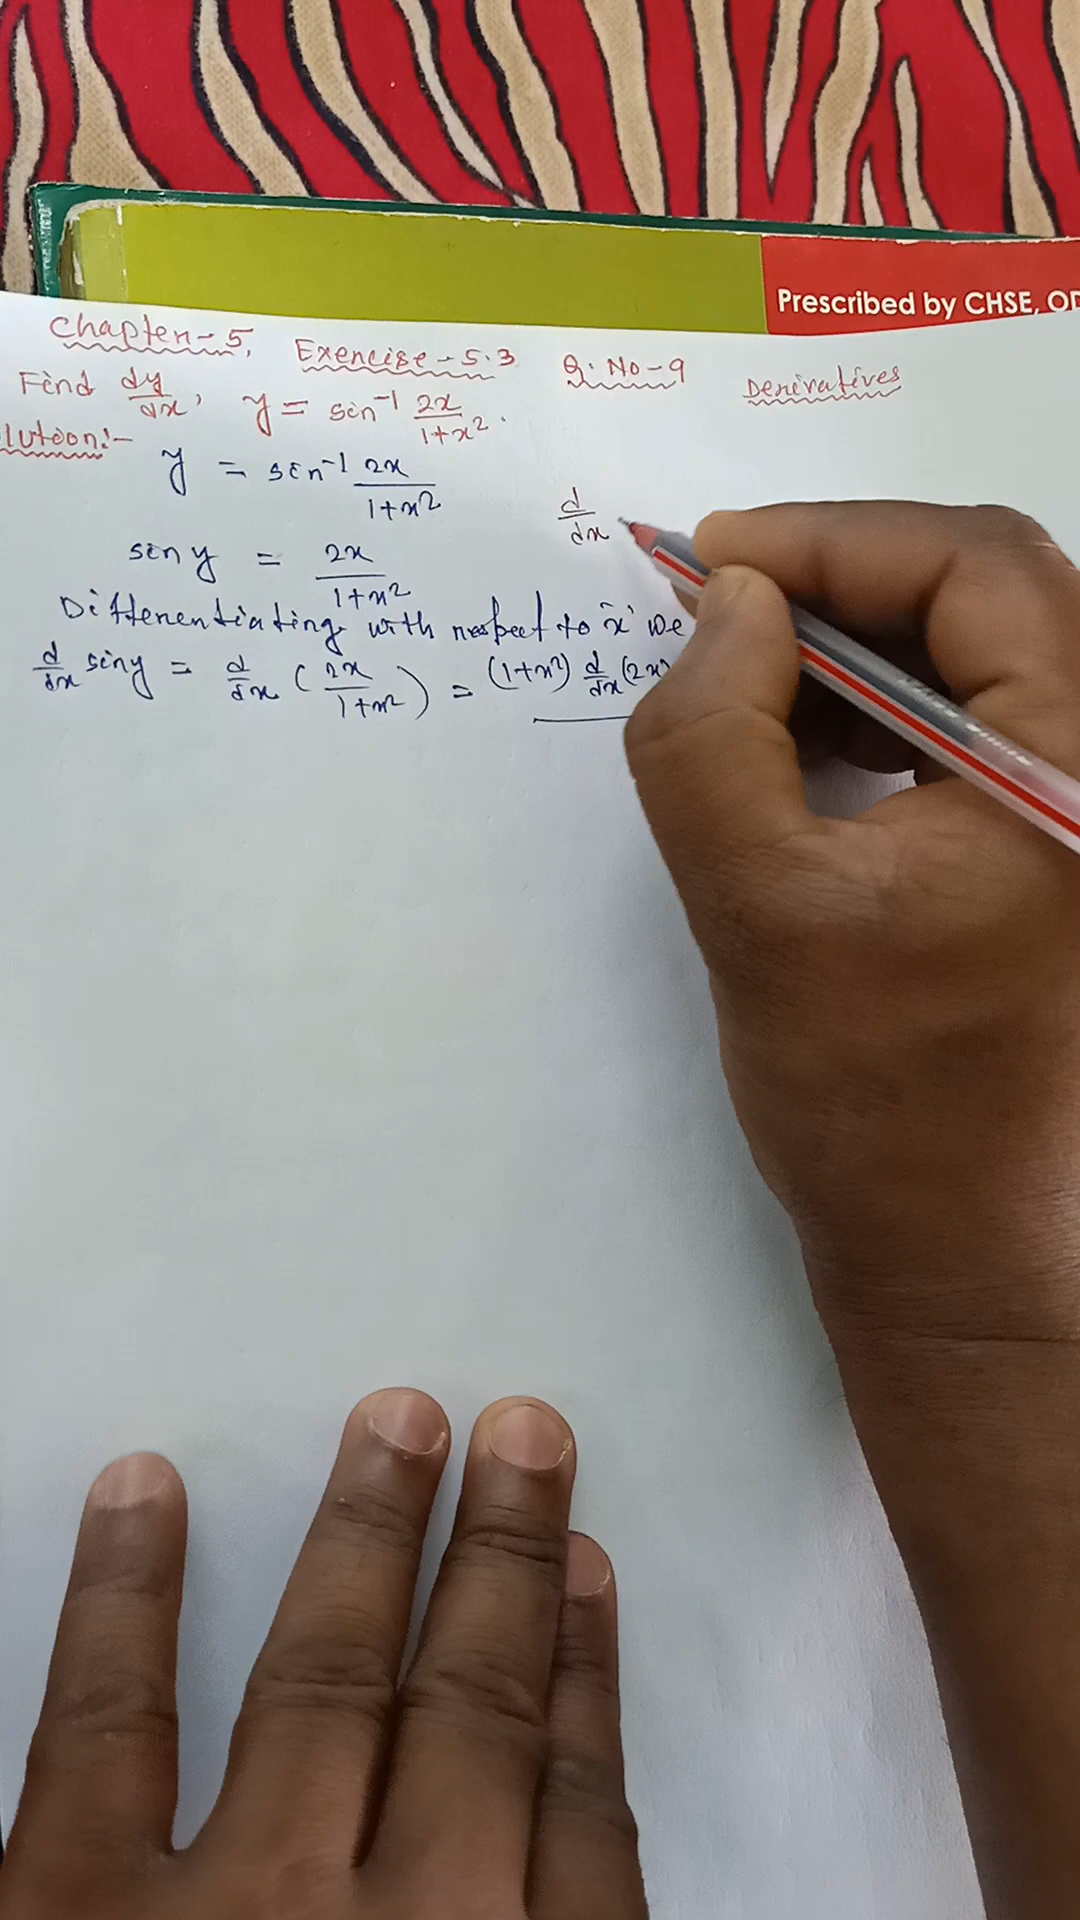 Prescribed by CHSE, OD
Chapter-5, Exercise-5.3 Q.No-9 Derivatives
Find dy/dx, y = sin⁻¹ 2x/1+x².
lution:-
y = sin⁻¹ 2x/1+x²
d/dx
sin y = 2x/1+x²
Differentiating with respect to 'x' we
d/dx sin y = d/dx (2x/1+x²) = (1+x²) d/dx (2x)